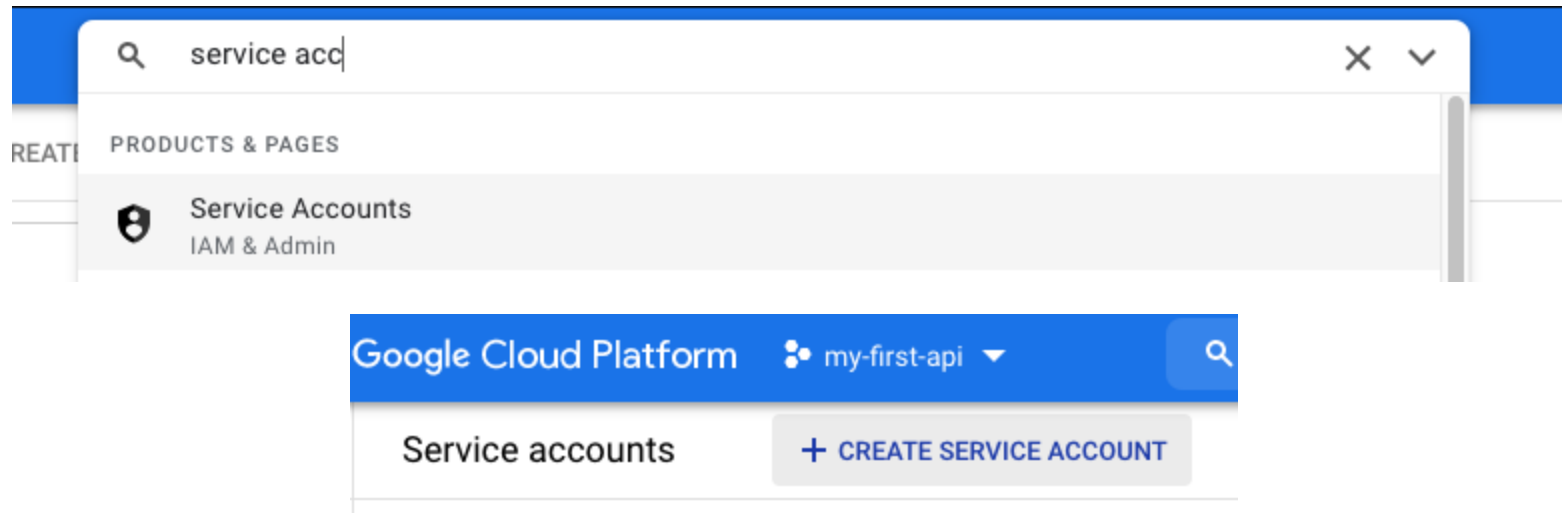 service acc
REATE
PRODUCTS & PAGES
Service Accounts
IAM & Admin
Google Cloud Platform my-first-api
Service accounts + CREATE SERVICE ACCOUNT